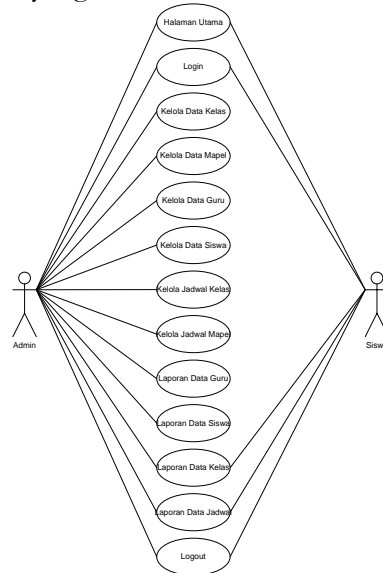 Halaman Utama
Login
Kelola Data Kelas
Kelola Data Mapel
Kelola Data Guru
Kelola Data Siswa
Kelola Jadwal Kelas
Admin
Kelola Jadwal Mapel
Laporan Data Guru
Laporan Data Siswa
Laporan Data Kelas
Laporan Data Jadwal
Logout